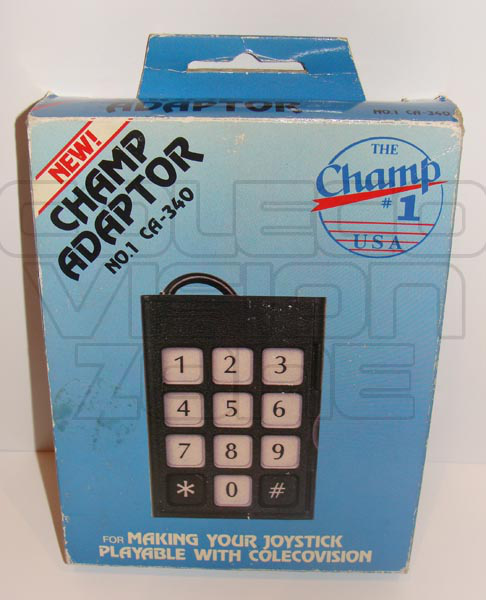 ADAPTOR NO.1 CA-340
NEW!
CHAMP
ADAPTOR
NO.1 CA-340
THE
Champ
#1
USA
COLECO
VISION
ZONE
1 2 3
4 5 6
7 8 9
* 0 #
FOR MAKING YOUR JOYSTICK
PLAYABLE WITH COLECOVISION